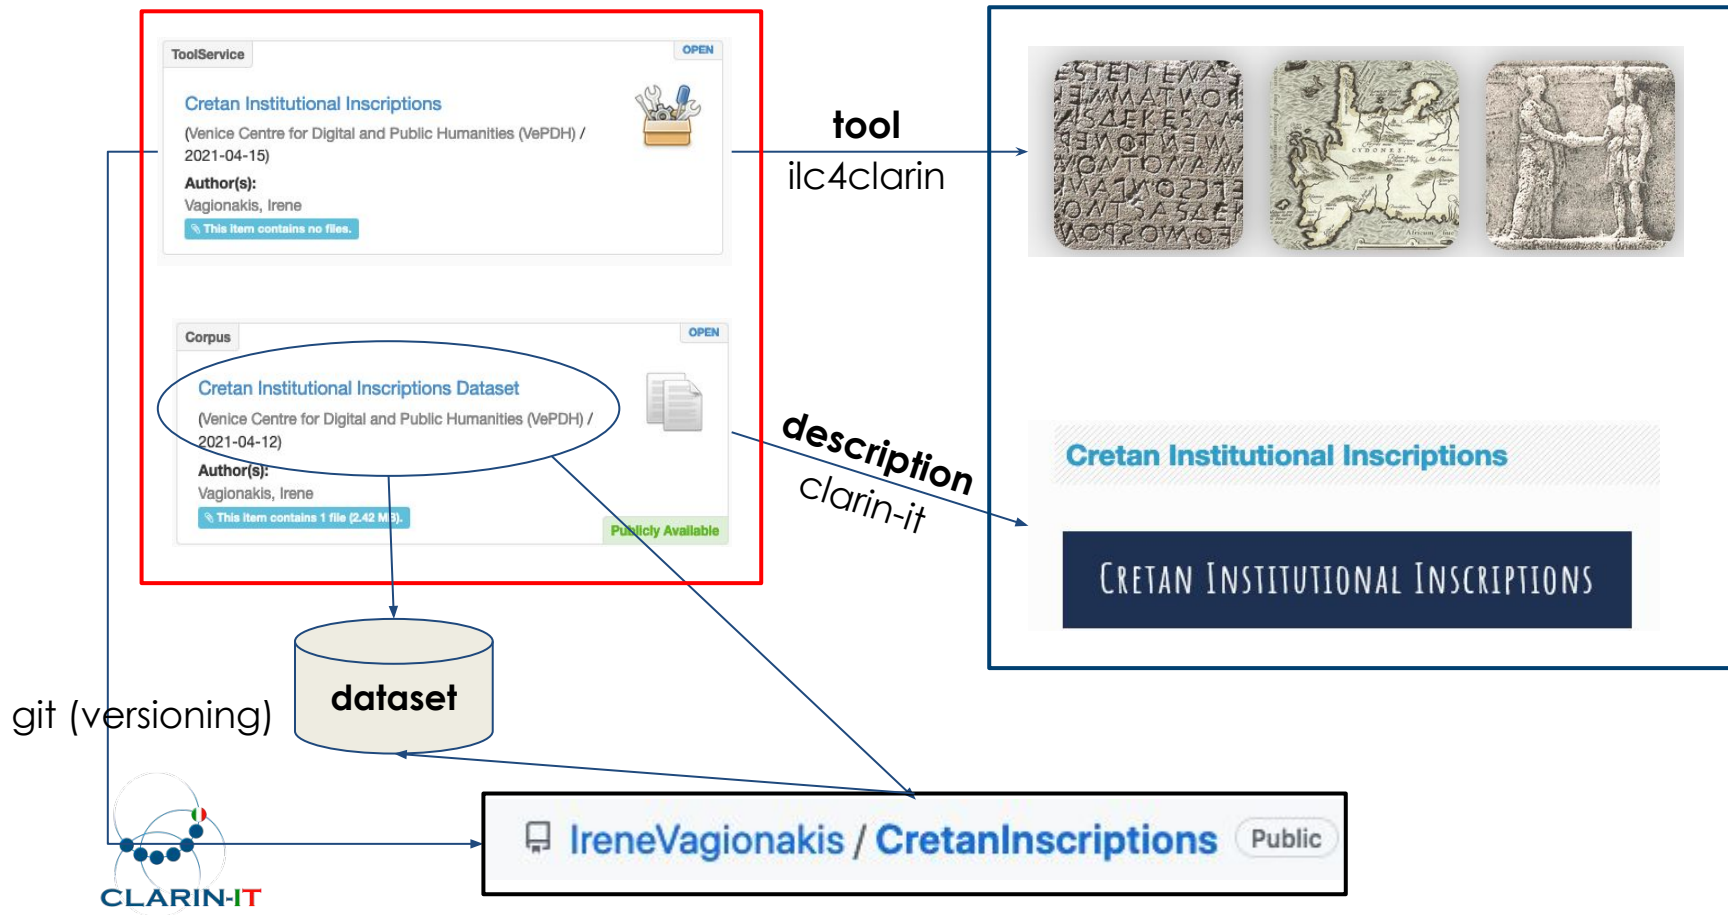 ToolService
OPEN
Cretan Institutional Inscriptions
(Venice Centre for Digital and Public Humanities (VePDH) /
2021-04-15)
Author(s):
Vagionakis, Irene
This item contains no files.
tool
ilc4clarin
CYDONES
Corpus
OPEN
Cretan Institutional Inscriptions Dataset
(Venice Centre for Digital and Public Humanities (VePDH) /
2021-04-12)
Author(s):
Vagionakis, Irene
This item contains 1 file (2.42 MB).
Publicly Available
description
clarin-it
Cretan Institutional Inscriptions
CRETAN INSTITUTIONAL INSCRIPTIONS
dataset
git (versioning)
IreneVagionakis / CretanInscriptions Public
CLARIN-IT